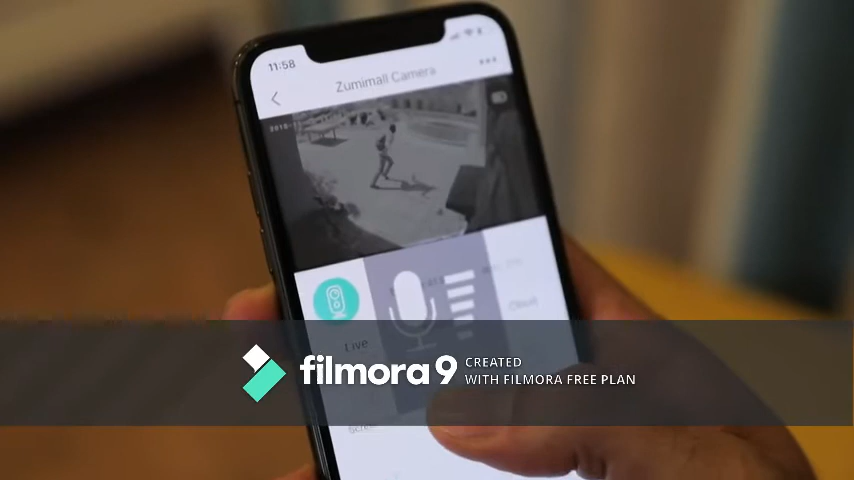 11:58
Zumimall Camera
Live
filmora9
CREATED
WITH FILMORA FREE PLAN